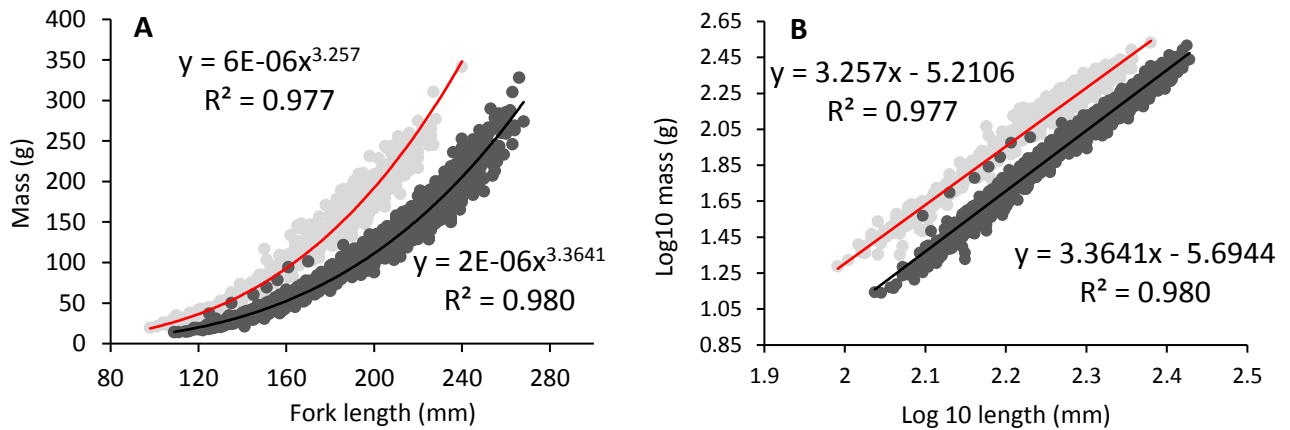 A
400
350
300
250
200
150
100
50
0
Mass (g)
y = 6E-06x^3.257
R² = 0.977
y = 2E-06x^3.3641
R² = 0.980
80 120 160 200 240 280
Fork length (mm)
B
2.65
2.45
2.25
2.05
1.85
1.65
1.45
1.25
1.05
0.85
Log10 mass (g)
y = 3.257x - 5.2106
R² = 0.977
y = 3.3641x - 5.6944
R² = 0.980
1.9 2 2.1 2.2 2.3 2.4 2.5
Log 10 length (mm)